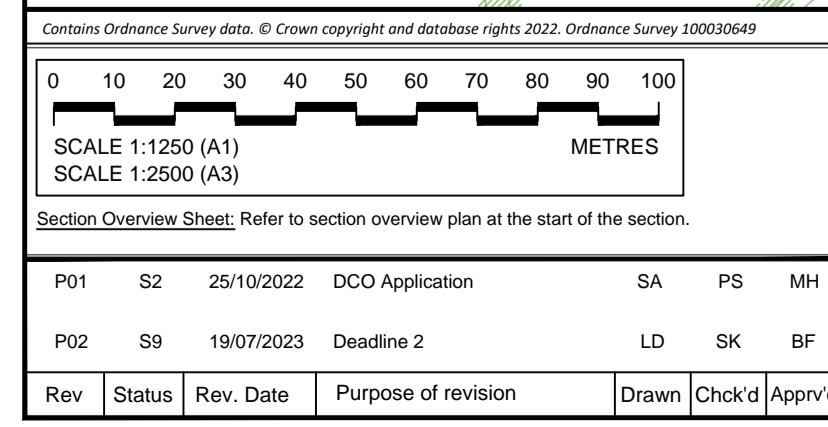 Contains Ordnance Survey data. © Crown copyright and database rights 2022. Ordnance Survey 100030649
0 10 20 30 40 50 60 70 80 90 100
SCALE 1:1250 (A1) METRES
SCALE 1:2500 (A3)
Section Overview Sheet: Refer to section overview plan at the start of the section.
P01 S2 25/10/2022 DCO Application SA PS MH
P02 S9 19/07/2023 Deadline 2 LD SK BF
Rev Status Rev. Date Purpose of revision Drawn Chck'd Apprv'